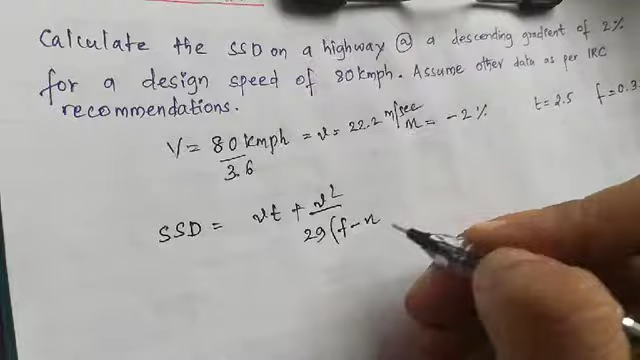 Calculate the SSD on a highway @ a descending gradient of 2%
for a design speed of 80kmph. Assume other data as per IRC
recommendations.
V = 80 kmph = v = 22.2 m/sec n = -2% t = 2.5 f = 0.3
3.6
SSD = vt + v²
2g (f - n